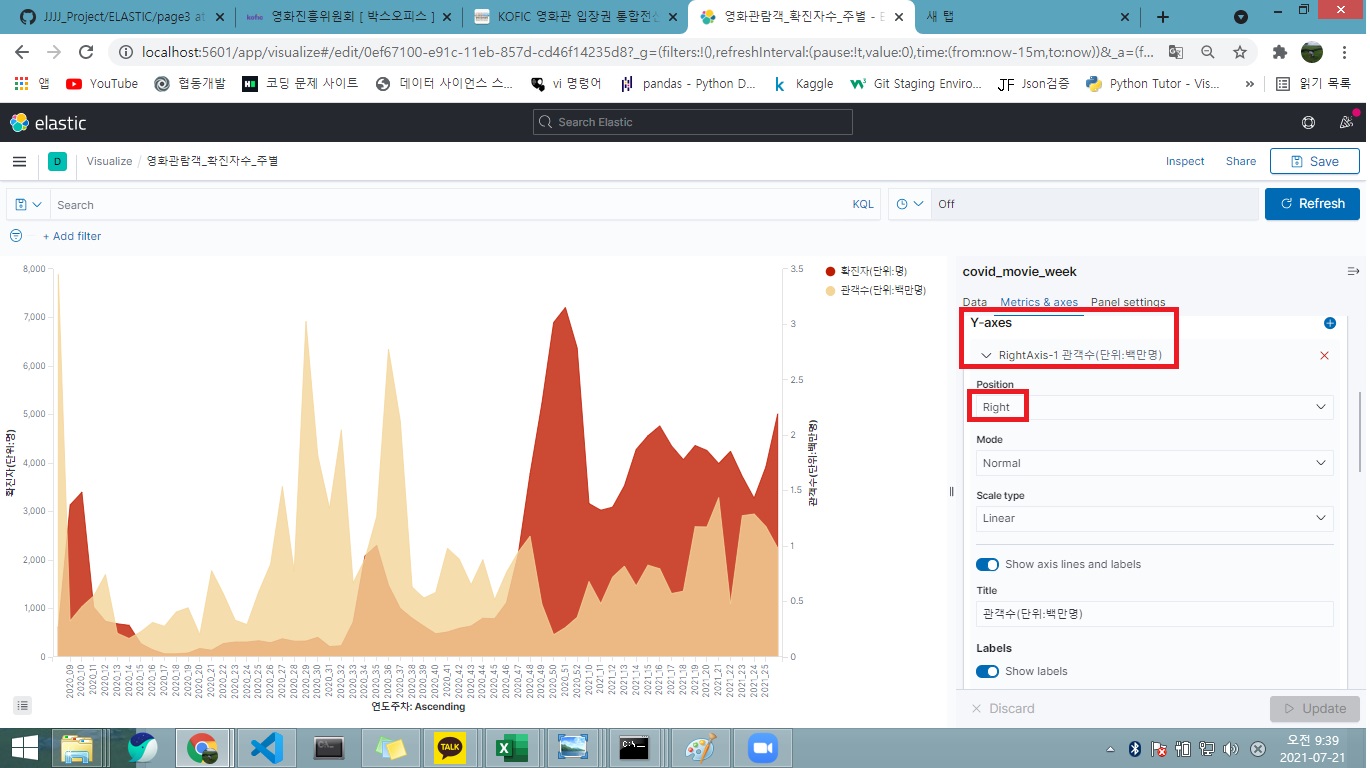 JJJJ_Project/ELASTIC/page3 at
영화진흥위원회 [ 박스오피스 ]
KOFIC 영화관 입장권 통합전산
영화관람객_확진자수_주별 - E
새 탭
localhost:5601/app/visualize#/edit/0ef67100-e91c-11eb-857d-cd46f14235d8?_g=(filters:!(),refreshInterval:(pause:!t,value:0),time:(from:now-15m,to:now))&_a=(f...
앱
YouTube
협동개발
코딩 문제 사이트
데이터 사이언스 스...
vi 명령어
pandas - Python D...
Kaggle
Git Staging Enviro...
Json검증
Python Tutor - Vis...
»
읽기 목록
elastic
Search Elastic
D
Visualize / 영화관람객_확진자수_주별
Inspect
Share
Save
Search
KQL
Off
Refresh
+ Add filter
8,000
7,000
6,000
5,000
4,000
3,000
2,000
1,000
0
확진자(단위:명)
3.5
3
2.5
2
1.5
1
0.5
0
관객수(단위:백만명)
확진자(단위:명)
관객수(단위:백만명)
2020_09
2020_10
2020_11
2020_12
2020_13
2020_14
2020_15
2020_16
2020_17
2020_18
2020_19
2020_20
2020_21
2020_22
2020_23
2020_24
2020_25
2020_26
2020_27
2020_28
2020_29
2020_30
2020_31
2020_32
2020_33
2020_34
2020_35
2020_36
2020_37
2020_38
2020_39
2020_40
2020_41
2020_42
2020_43
2020_44
2020_45
2020_46
2020_47
2020_48
2020_49
2020_50
2020_51
2020_52
2021_10
2021_11
2021_12
2021_13
2021_14
2021_15
2021_16
2021_17
2021_18
2021_19
2021_20
2021_21
2021_22
2021_23
2021_24
2021_25
연도주차: Ascending
covid_movie_week
Data
Metrics & axes
Panel settings
Y-axes
RightAxis-1 관객수(단위:백만명)
Position
Right
Mode
Normal
Scale type
Linear
Show axis lines and labels
Title
관객수(단위:백만명)
Labels
Show labels
Discard
Update
TALK
오전 9:39
2021-07-21